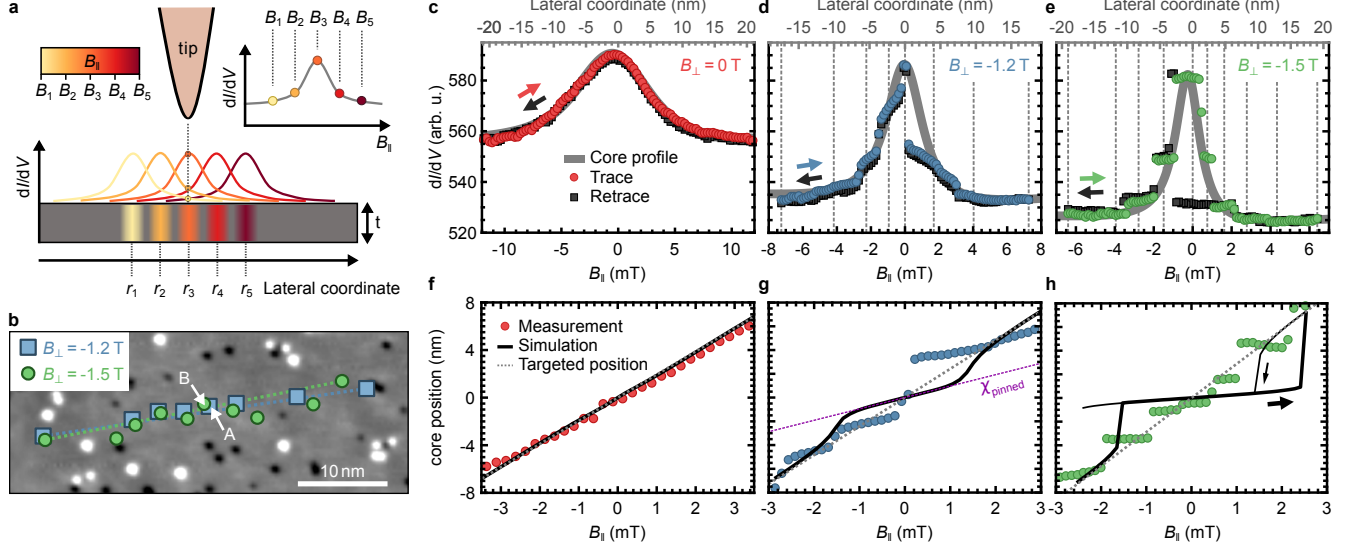 a
tip
B∥
B1 B2 B3 B4 B5
B1 B2 B3 B4 B5
dI/dV
B∥
dI/dV
t
r1 r2 r3 r4 r5 Lateral coordinate
b
B⊥ = -1.2 T
B⊥ = -1.5 T
B
A
10 nm
c
Lateral coordinate (nm)
-20 -10 0 10 20
B⊥ = 0 T
dI/dV (arb. u.)
580
560
540
520
Core profile
Trace
Retrace
-10 -5 0 5 10
B∥ (mT)
d
Lateral coordinate (nm)
-15 -10 -5 0 5 10 15
B⊥ = -1.2 T
-8 -6 -4 -2 0 2 4 6 8
B∥ (mT)
e
Lateral coordinate (nm)
-20 -15 -10 -5 0 5 10 15 20
B⊥ = -1.5 T
-6 -4 -2 0 2 4 6
B∥ (mT)
f
core position (nm)
8
4
0
-4
-8
Measurement
Simulation
Targeted position
-3 -2 -1 0 1 2 3
B∥ (mT)
g
χpinned
-3 -2 -1 0 1 2 3
B∥ (mT)
h
-3 -2 -1 0 1 2 3
B∥ (mT)